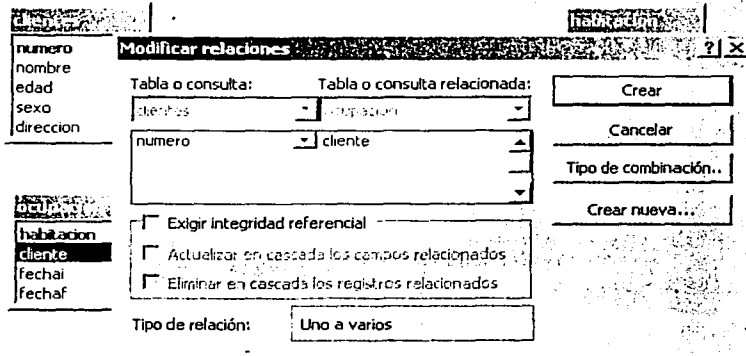 clientes
habitacion
numero
nombre
edad
sexo
direccion
Modificar relaciones
Tabla o consulta:
Tabla o consulta relacionada:
clientes
ocupacion
numero
cliente
Crear
Cancelar
Tipo de combinación..
Crear nueva...
habitacion
cliente
fechai
fechaf
Exigir integridad referencial
Actualizar en cascada los campos relacionados
Eliminar en cascada los registros relacionados
Tipo de relación:
Uno a varios